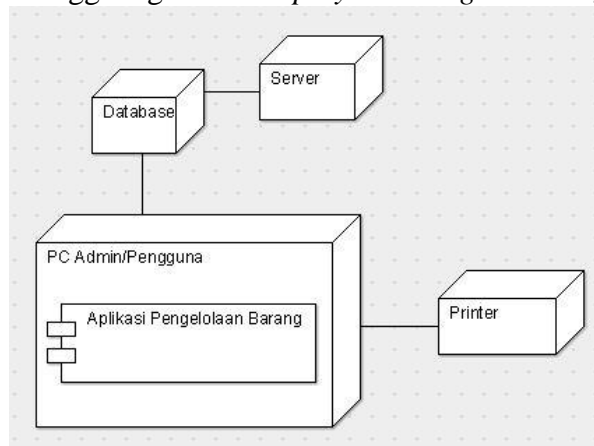 Server
Database
PC Admin/Pengguna
Aplikasi Pengelolaan Barang
Printer